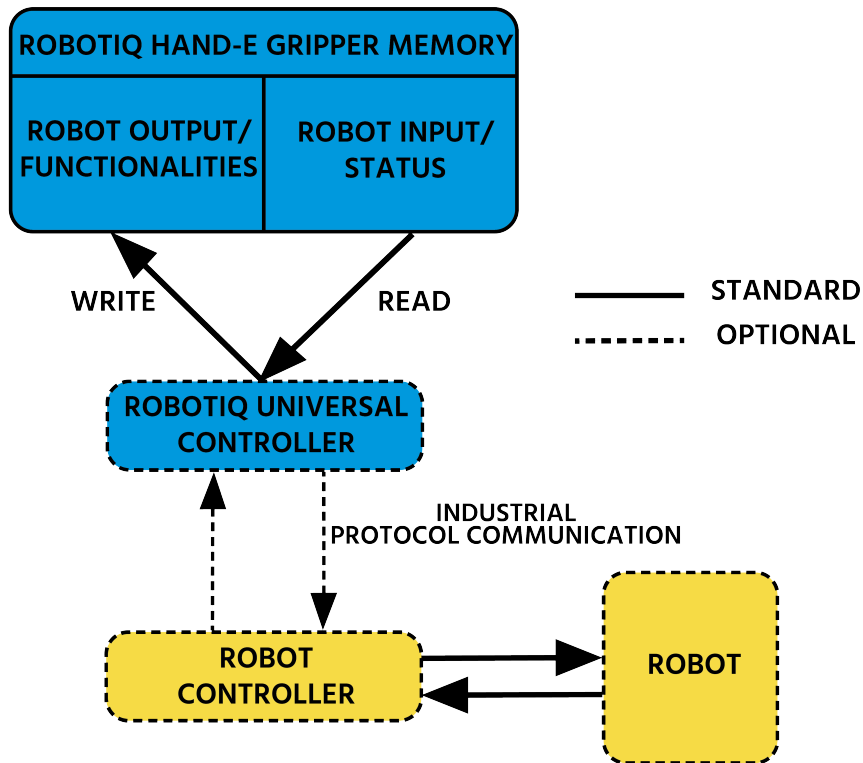 ROBOTIQ HAND-E GRIPPER MEMORY
ROBOT OUTPUT/
FUNCTIONALITIES
ROBOT INPUT/
STATUS
WRITE
READ
STANDARD
OPTIONAL
ROBOTIQ UNIVERSAL
CONTROLLER
INDUSTRIAL
PROTOCOL COMMUNICATION
ROBOT
CONTROLLER
ROBOT